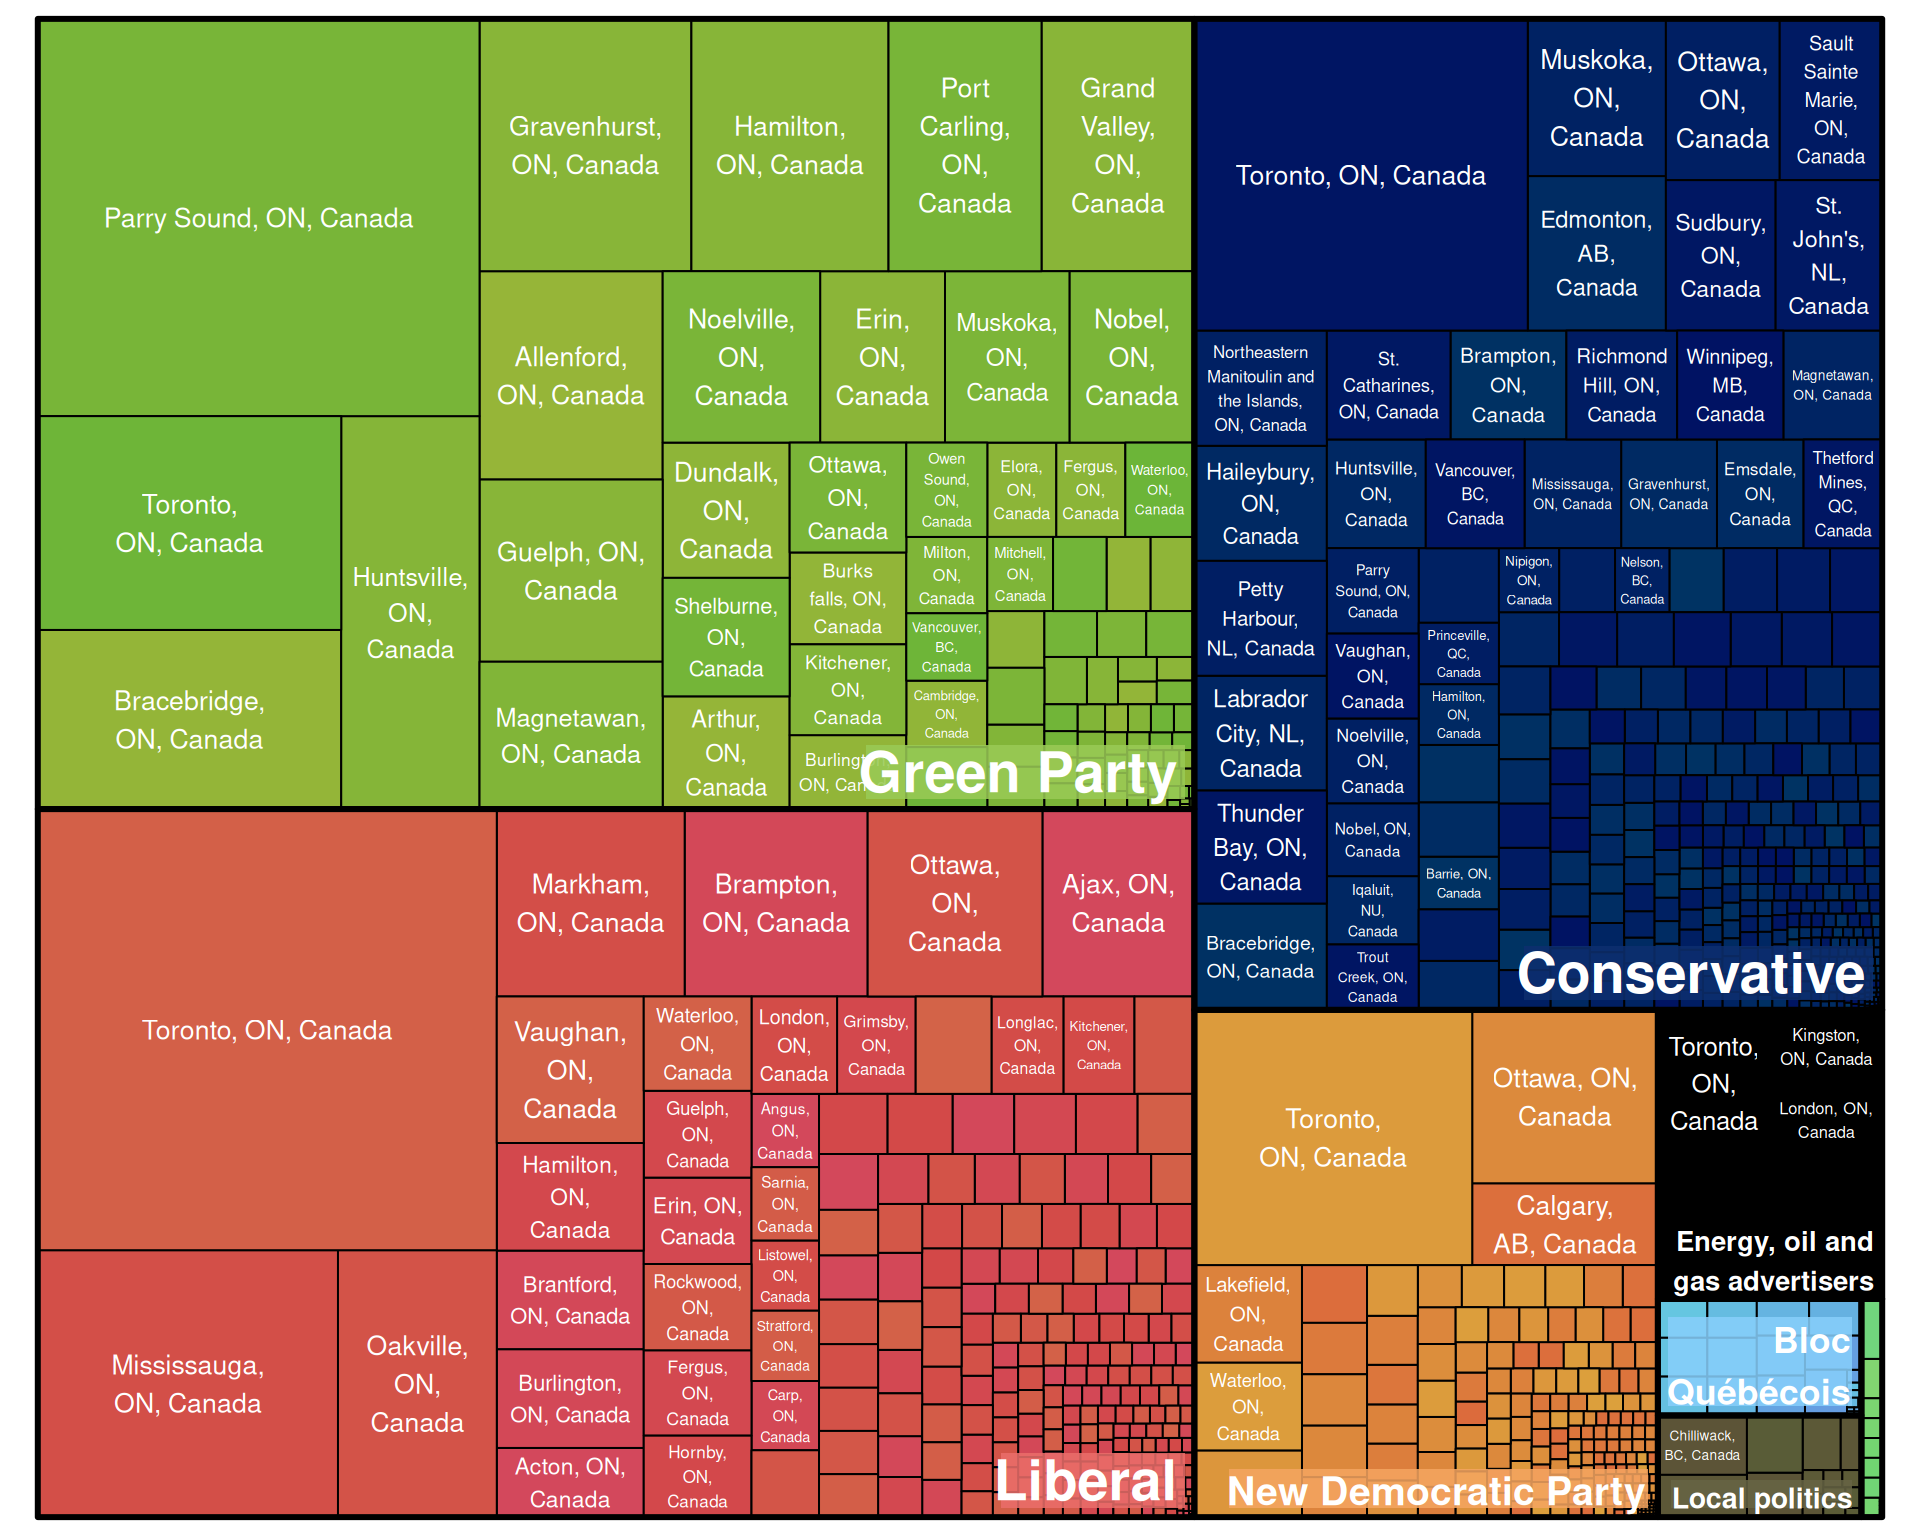 Parry Sound, ON, Canada
Toronto,
ON, Canada
Bracebridge,
ON, Canada
Huntsville,
ON,
Canada
Gravenhurst,
ON, Canada
Hamilton,
ON, Canada
Port
Carling,
ON,
Canada
Grand
Valley,
ON,
Canada
Allenford,
ON, Canada
Guelph, ON,
Canada
Magnetawan,
ON, Canada
Noelville,
ON,
Canada
Erin,
ON,
Canada
Muskoka,
ON,
Canada
Nobel,
ON,
Canada
Dundalk,
ON,
Canada
Shelburne,
ON,
Canada
Arthur,
ON,
Canada
Ottawa,
ON,
Canada
Burks
falls, ON,
Canada
Kitchener,
ON,
Canada
Burlingt
ON, Can
Owen
Sound,
ON,
Canada
Milton,
ON,
Canada
Vancouver,
BC,
Canada
Cambridge,
ON,
Canada
Elora,
ON,
Canada
Fergus,
ON,
Canada
Waterloo,
ON,
Canada
Mitchell,
ON,
Canada
Green Party
Toronto, ON, Canada
Mississauga,
ON, Canada
Oakville,
ON,
Canada
Markham,
ON, Canada
Brampton,
ON, Canada
Ottawa,
ON,
Canada
Ajax, ON,
Canada
Vaughan,
ON,
Canada
Hamilton,
ON,
Canada
Brantford,
ON, Canada
Burlington,
ON, Canada
Acton, ON,
Canada
Waterloo,
ON,
Canada
Guelph,
ON,
Canada
Erin, ON,
Canada
Rockwood,
ON,
Canada
Fergus,
ON,
Canada
Hornby,
ON,
Canada
London,
ON,
Canada
Grimsby,
ON,
Canada
Longlac,
ON,
Canada
Kitchener,
ON,
Canada
Angus,
ON,
Canada
Sarnia,
ON,
Canada
Listowel,
ON,
Canada
Stratford,
ON,
Canada
Carp,
ON,
Canada
Liberal
Toronto, ON, Canada
Muskoka,
ON,
Canada
Ottawa,
ON,
Canada
Sault
Sainte
Marie,
ON,
Canada
Edmonton,
AB,
Canada
Sudbury,
ON,
Canada
St.
John's,
NL,
Canada
Northeastern
Manitoulin and
the Islands,
ON, Canada
Haileybury,
ON,
Canada
Petty
Harbour,
NL, Canada
Labrador
City, NL,
Canada
Thunder
Bay, ON,
Canada
Bracebridge,
ON, Canada
St.
Catharines,
ON, Canada
Brampton,
ON,
Canada
Richmond
Hill, ON,
Canada
Winnipeg,
MB,
Canada
Magnetawan,
ON, Canada
Huntsville,
ON,
Canada
Vancouver,
BC,
Canada
Mississauga,
ON, Canada
Gravenhurst,
ON, Canada
Emsdale,
ON,
Canada
Thetford
Mines,
QC,
Canada
Parry
Sound, ON,
Canada
Vaughan,
ON,
Canada
Noelville,
ON,
Canada
Nobel, ON,
Canada
Iqaluit,
NU,
Canada
Trout
Creek, ON,
Canada
Princeville,
QC,
Canada
Hamilton,
ON,
Canada
Barrie, ON,
Canada
Nipigon,
ON,
Canada
Nelson,
BC,
Canada
Conservative
Toronto,
ON, Canada
Ottawa, ON,
Canada
Calgary,
AB, Canada
Lakefield,
ON,
Canada
Waterloo,
ON,
Canada
New Democratic Party
Toronto,
ON,
Canada
Kingston,
ON, Canada
London, ON,
Canada
Energy, oil and
gas advertisers
Bloc
Québécois
Chilliwack,
BC, Canada
Local politics